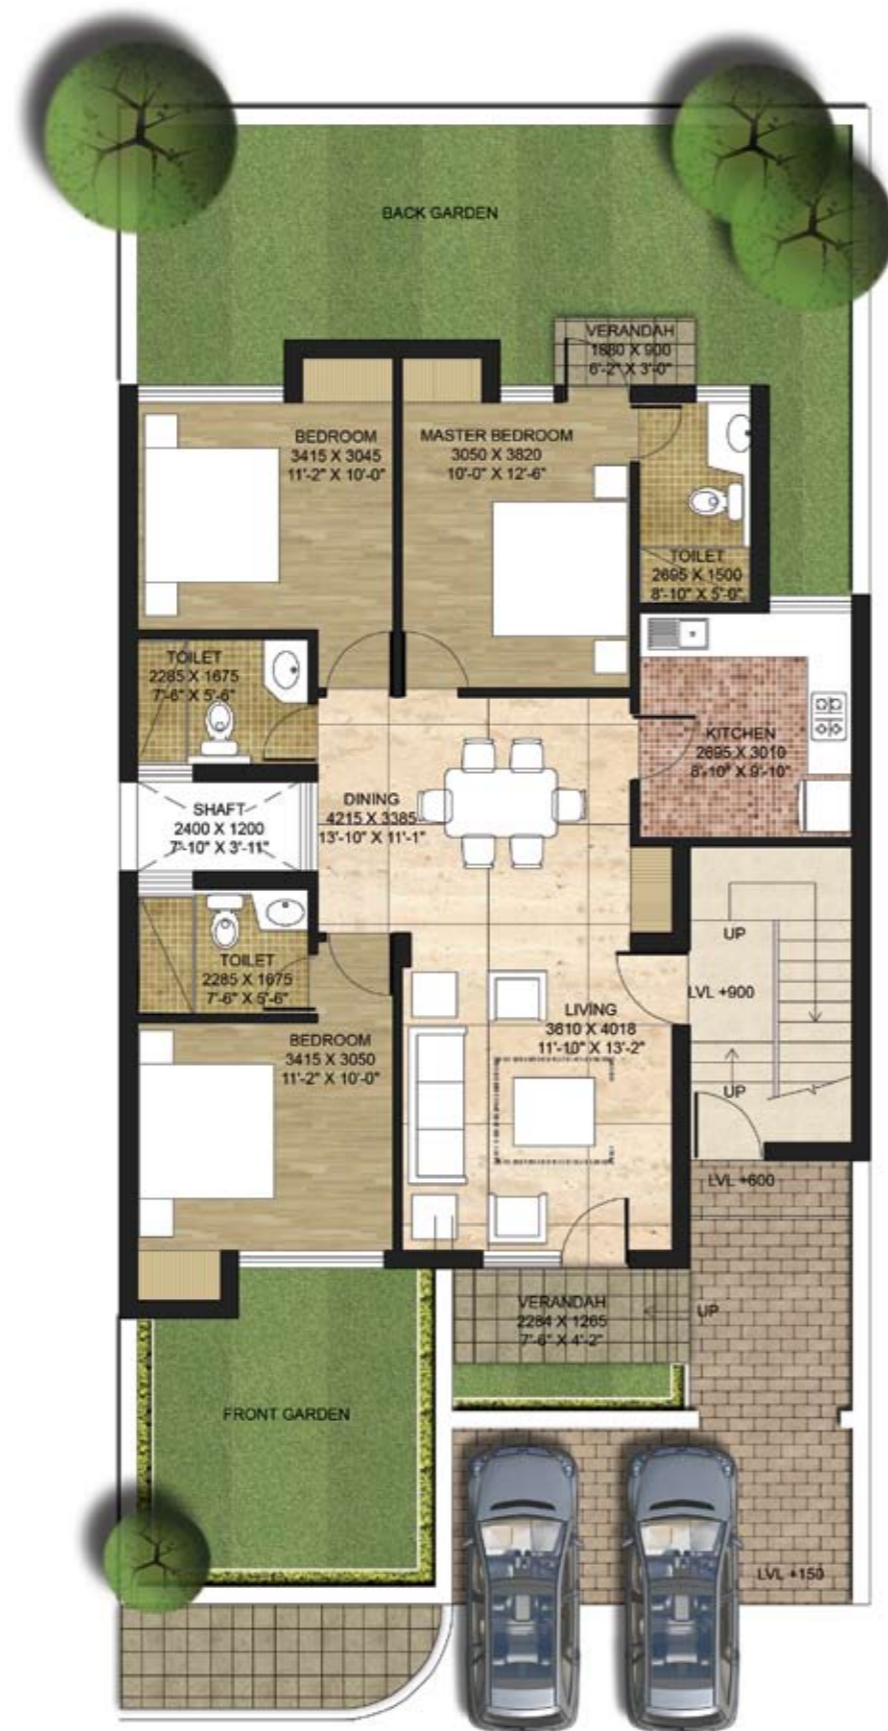 BACK GARDEN
VERANDAH
1880 X 900
6'-2" X 3'-0"
BEDROOM
3415 X 3045
11'-2" X 10'-0"
MASTER BEDROOM
3050 X 3820
10'-0" X 12'-6"
TOILET
2695 X 1500
8'-10" X 5'-0"
TOILET
2285 X 1675
7'-6" X 5'-6"
KITCHEN
2695 X 3010
8'-10" X 9'-10"
SHAFT
2400 X 1200
7'-10" X 3'-11"
DINING
4215 X 3385
13'-10" X 11'-1"
UP
TOILET
2285 X 1675
7'-6" X 5'-6"
LVL +900
LIVING
3610 X 4018
11'-10" X 13'-2"
BEDROOM
3415 X 3050
11'-2" X 10'-0"
UP
LVL +600
VERANDAH
2284 X 1265
7'-6" X 4'-2"
UP
FRONT GARDEN
LVL +150